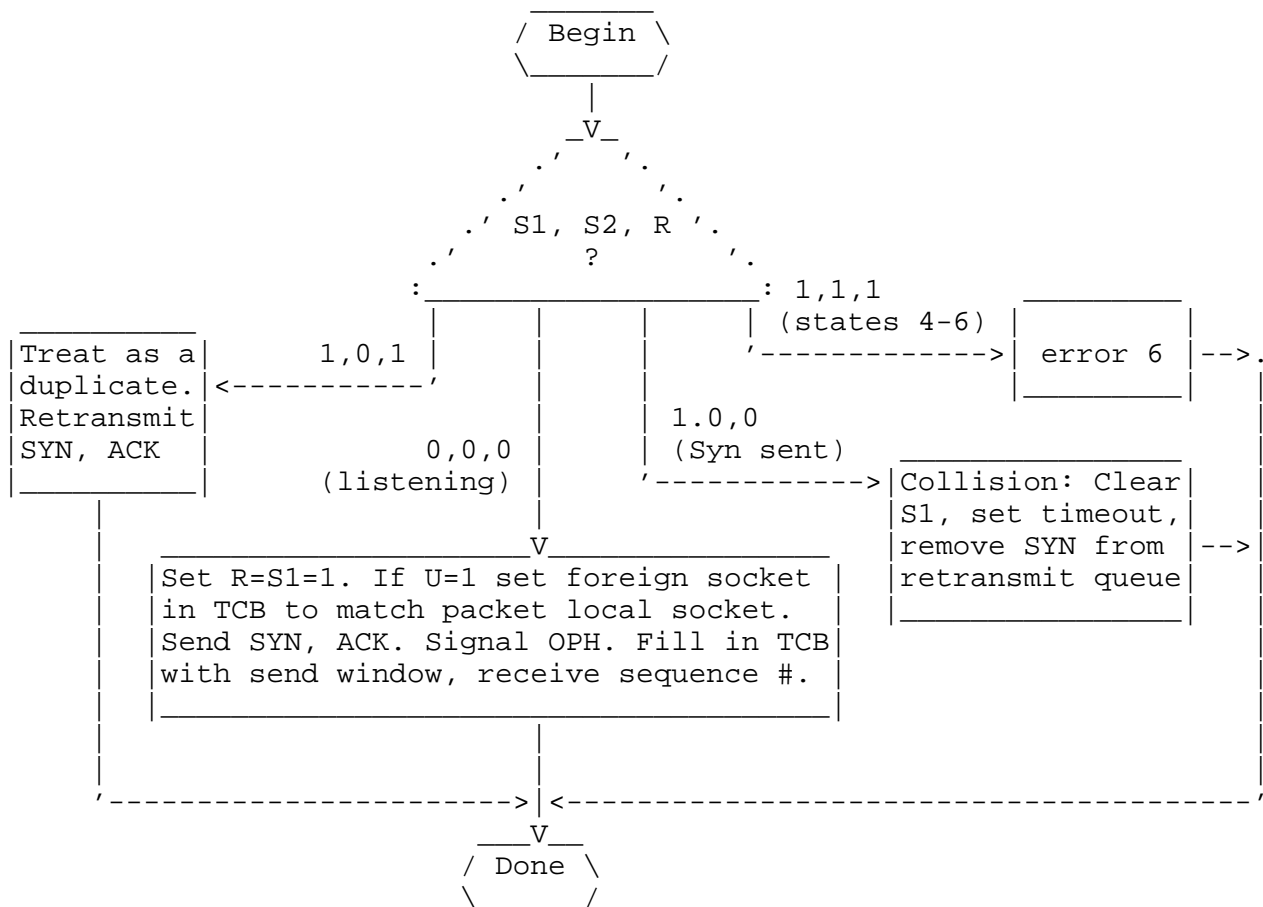 Begin
S1, S2, R
?
1,1,1
(states 4-6)
error 6
1,0,1
Treat as a
duplicate.
Retransmit
SYN, ACK
0,0,0
(listening)
1.0,0
(Syn sent)
Collision: Clear
S1, set timeout,
remove SYN from
retransmit queue
Set R=S1=1. If U=1 set foreign socket
in TCB to match packet local socket.
Send SYN, ACK. Signal OPH. Fill in TCB
with send window, receive sequence #.
Done